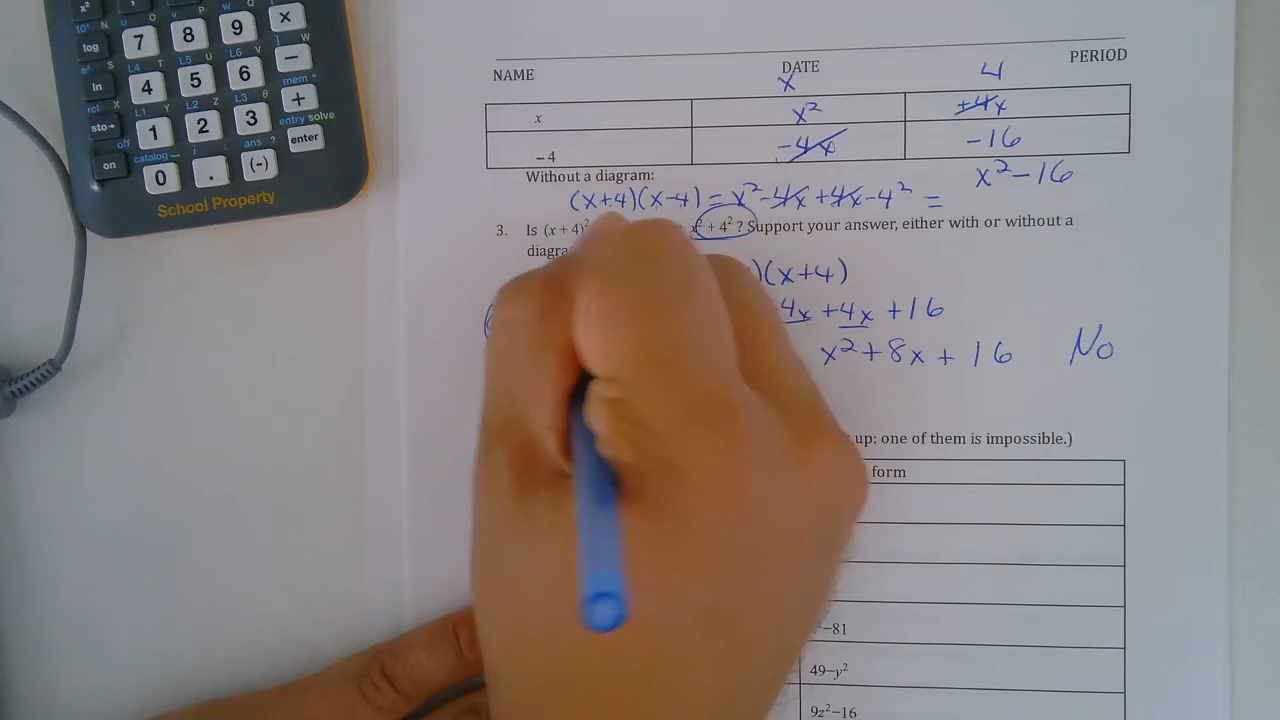 7 8 9 ×
log
4 5 6 −
ln
mem
rcl
1 2 3 +
sto→
entry solve
off catalog ans ?
on 0 . (−) enter
School Property
NAME DATE PERIOD
x 4
x x² +4x
−4 −4x −16
Without a diagram: x²−16
(x+4)(x−4) = x²−4x+4x−4² =
3. Is (x+4)² x² + 4² ? Support your answer, either with or without a
)(x+4)
4x +4x +16
x²+8x+16 No
up: one of them is impossible.)
form
−81
49−y²
9z²−16